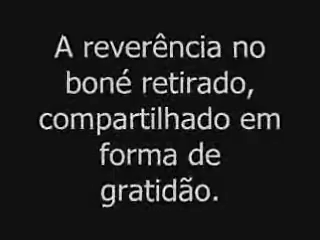 A reverência no
boné retirado,
compartilhado em
forma de
gratidão.